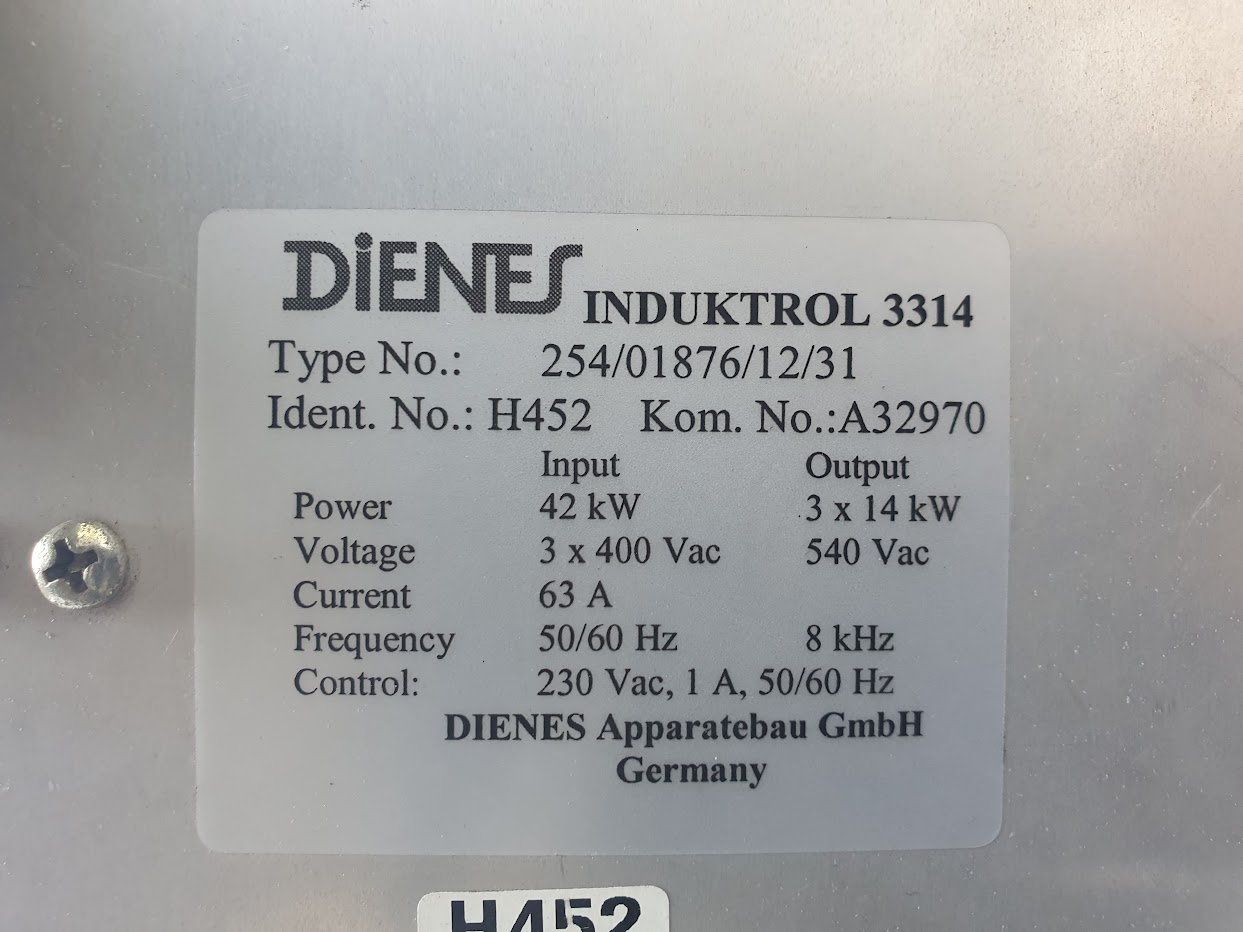 DiENES INDUKTROL 3314
Type No.: 254/01876/12/31
Ident. No.: H452 Kom. No.:A32970
Input Output
Power 42 kW 3 x 14 kW
Voltage 3 x 400 Vac 540 Vac
Current 63 A
Frequency 50/60 Hz 8 kHz
Control: 230 Vac, 1 A, 50/60 Hz
DIENES Apparatebau GmbH
Germany
H452